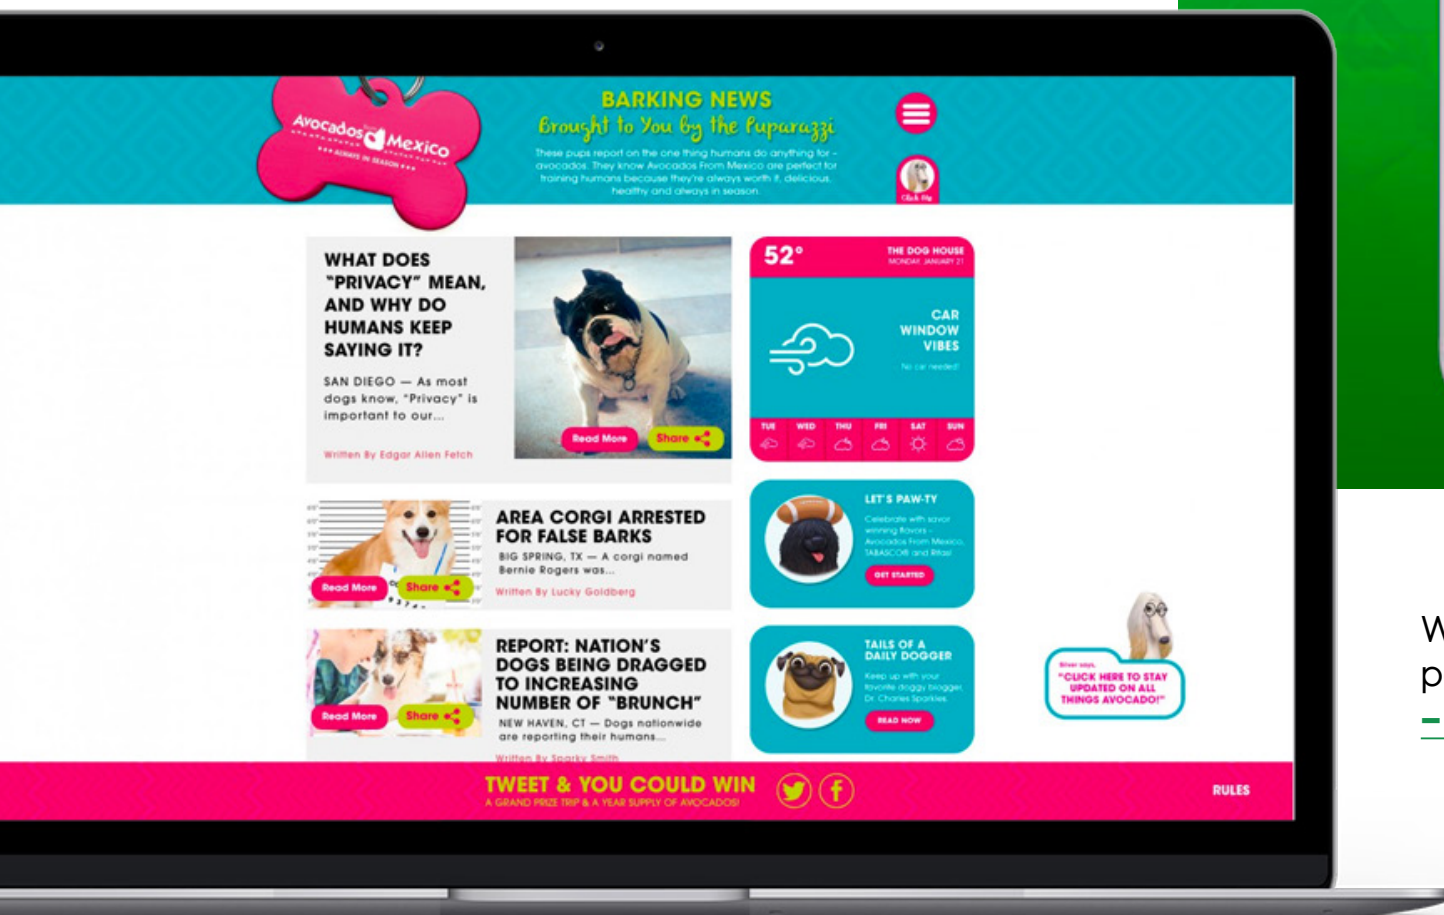 Avocados From Mexico
ALWAYS IN SEASON
BARKING NEWS
Brought to You by the Puparazzi
These pups report on the one thing humans do anything for –
avocados. They know Avocados From Mexico are perfect for
training humans because they're always worth it, delicious,
healthy and always in season.
Click Me
WHAT DOES
"PRIVACY" MEAN,
AND WHY DO
HUMANS KEEP
SAYING IT?
SAN DIEGO — As most
dogs know, "Privacy" is
important to our...
Written By Edgar Allen Fetch
Read More
Share
52°
THE DOG HOUSE
MONDAY, JANUARY 21
CAR
WINDOW
VIBES
No car needed!
TUE WED THU FRI SAT SUN
AREA CORGI ARRESTED
FOR FALSE BARKS
BIG SPRING, TX — A corgi named
Bernie Rogers was...
Written By Lucky Goldberg
Read More
Share
LET'S PAW-TY
Celebrate with savor
winning flavors –
Avocados From Mexico,
TABASCO® and Ritas!
GET STARTED
REPORT: NATION'S
DOGS BEING DRAGGED
TO INCREASING
NUMBER OF "BRUNCH"
NEW HAVEN, CT — Dogs nationwide
are reporting their humans...
Written By Sparky Smith
Read More
Share
TAILS OF A
DAILY DOGGER
Keep up with your
favorite doggy blogger,
Dr. Charles Sparkles.
READ NOW
Silver says,
"CLICK HERE TO STAY
UPDATED ON ALL
THINGS AVOCADO!"
TWEET & YOU COULD WIN
A GRAND PRIZE TRIP & A YEAR SUPPLY OF AVOCADOS!
RULES
W
p